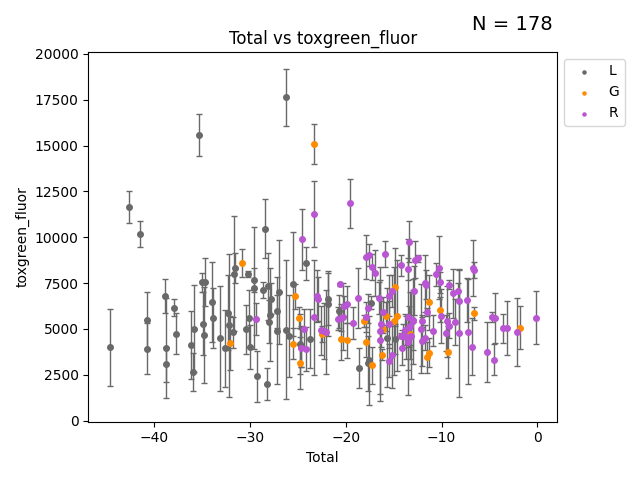 N = 178
Total vs toxgreen_fluor
20000
17500
15000
12500
10000
7500
5000
2500
0
toxgreen_fluor
−40
−30
−20
−10
0
Total
L
G
R